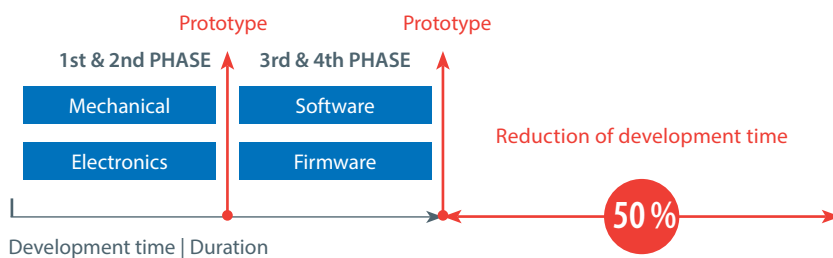 Prototype
Prototype
1st & 2nd PHASE
3rd & 4th PHASE
Mechanical
Software
Electronics
Firmware
Reduction of development time
50 %
Development time | Duration